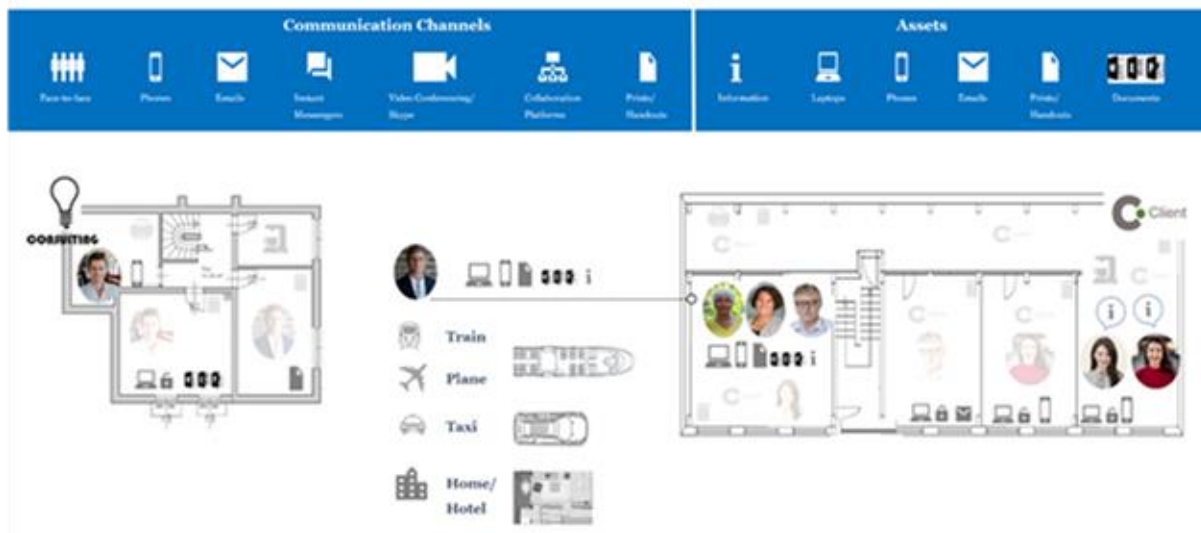 Communication Channels
Assets
Face-to-face
Phones
Emails
Instant
Messengers
Video Conferencing/
Skype
Collaboration
Platforms
Prints/
Handouts
Information
Laptops
Phones
Emails
Prints/
Handouts
Documents
CONSULTING
Client
Train
Plane
Taxi
Home/
Hotel